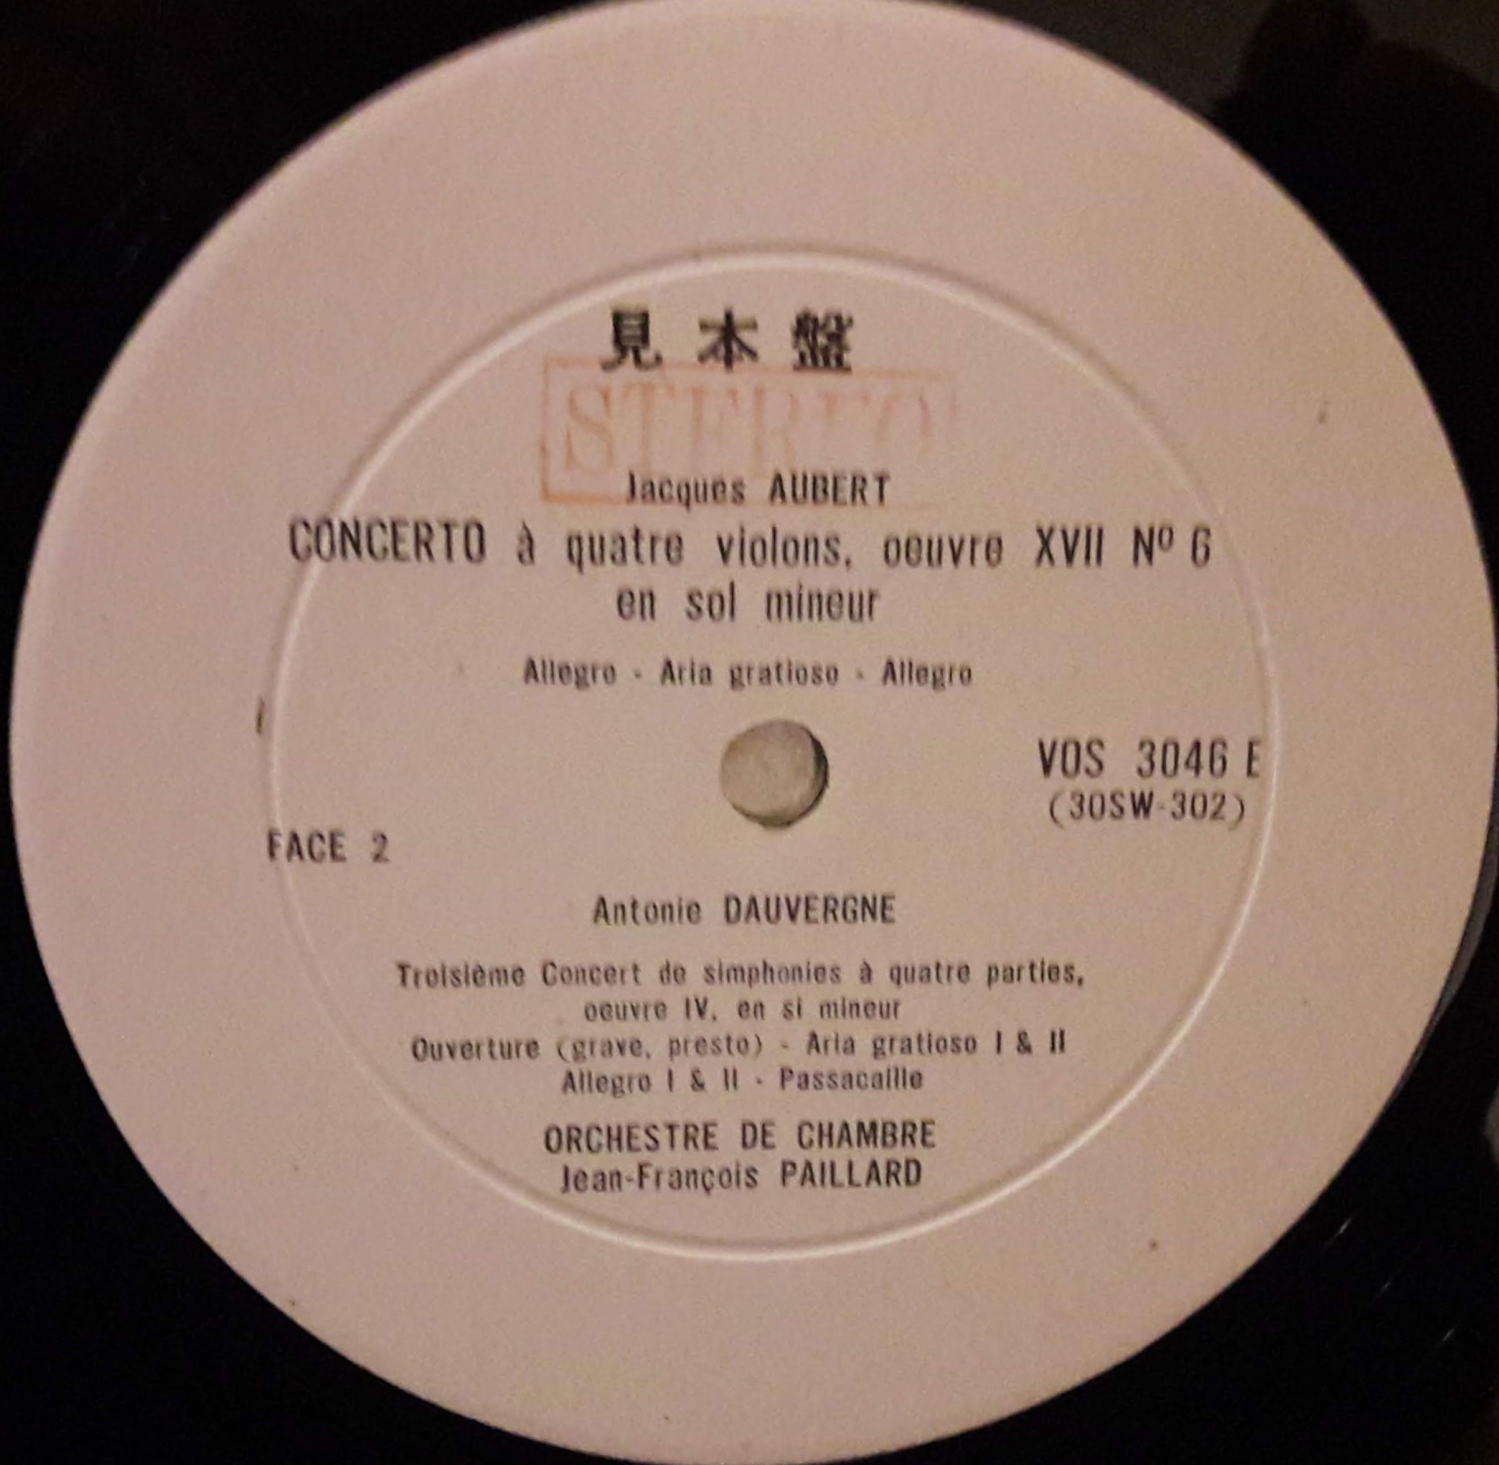 見本盤
STEREO
Jacques AUBERT
CONCERTO à quatre violons, oeuvre XVII Nº 6
en sol mineur
Allegro - Aria gratioso - Allegro
VOS 3046 E
(30SW-302)
FACE 2
Antonie DAUVERGNE
Troisième Concert de simphonies à quatre parties,
oeuvre IV, en si mineur
Ouverture (grave, presto) - Aria gratioso I & II
Allegro I & II - Passacaille
ORCHESTRE DE CHAMBRE
Jean-François PAILLARD